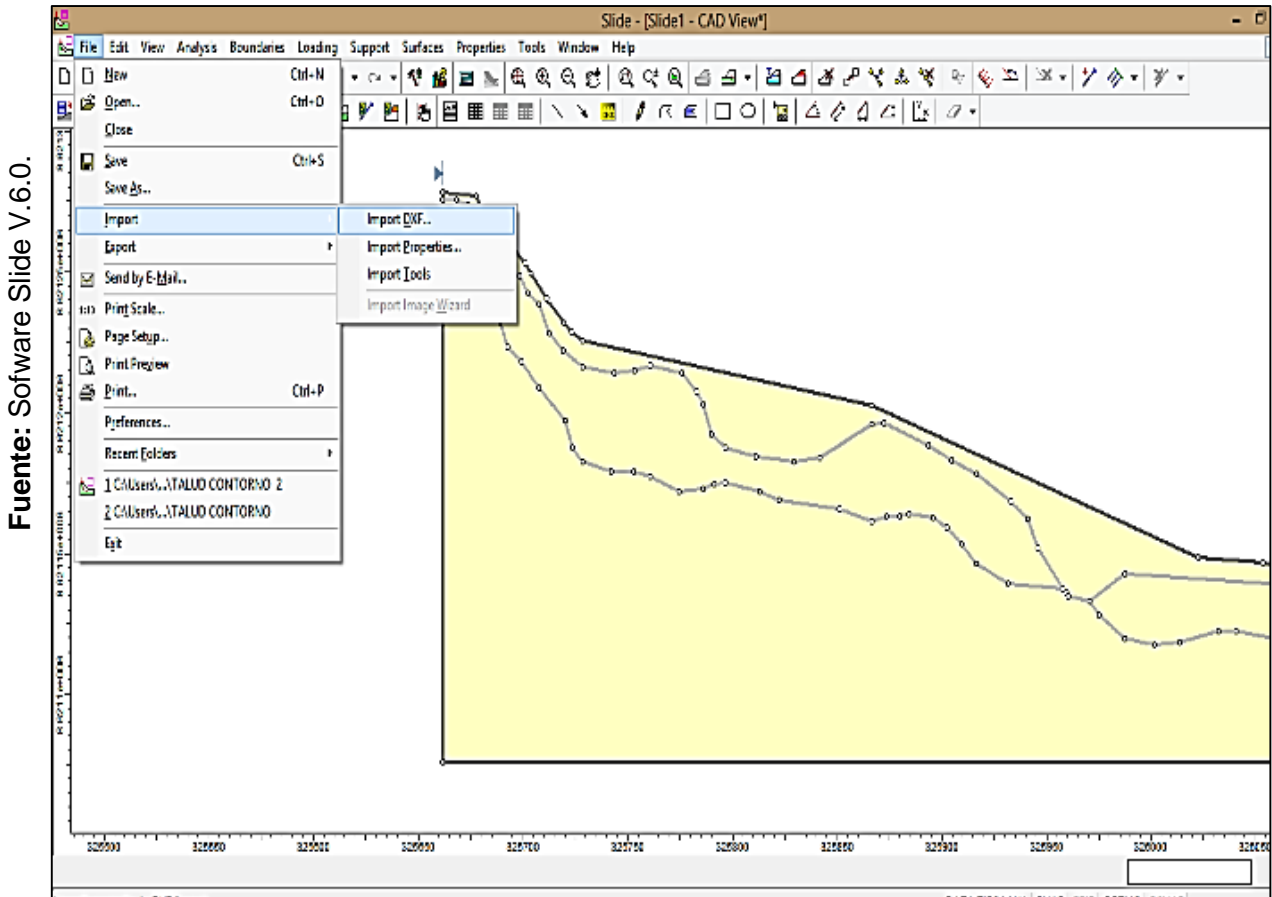 Slide - [Slide1 - CAD View*]
File Edit View Analysis Boundaries Loading Support Surfaces Properties Tools Window Help
New Ctrl+N
Open... Ctrl+O
Close
Save Ctrl+S
Save As...
Import
Export
Send by E-Mail...
Print Scale...
Page Setup...
Print Preview
Print... Ctrl+P
Preferences...
Recent Folders
1 C:\Users\...\TALUD CONTORNO 2
2 C:\Users\...\TALUD CONTORNO
Exit
Import DXF...
Import Properties...
Import Tools
Import Image Wizard
Fuente: Sofware Slide V.6.0.